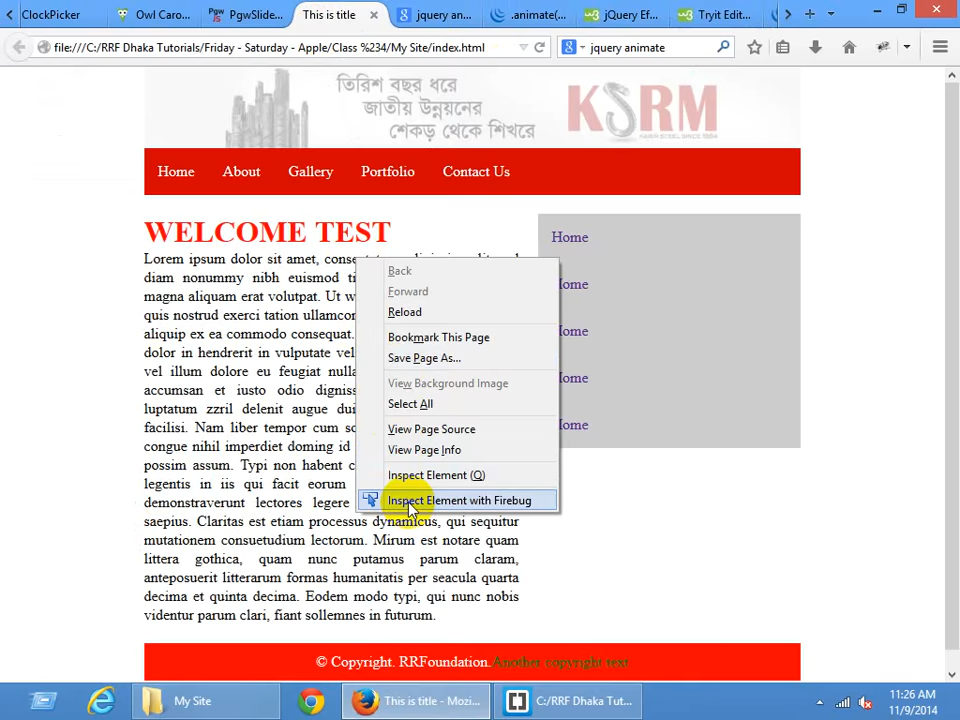 ClockPicker
Owl Caro...
PgwSlide...
This is title
jquery an...
.animate(...
jQuery Ef...
Tryit Edit...
file:///C:/RRF Dhaka Tutorials/Friday - Saturday - Apple/Class %234/My Site/index.html
jquery animate
তিরিশ বছর ধরে
জাতীয় উন্নয়নের
শেকড় থেকে শিখরে
KSRM
Home
About
Gallery
Portfolio
Contact Us
WELCOME TEST
Lorem ipsum dolor sit amet,
diam nonummy nibh euismod
magna aliquam erat volutpat. Ut
quis nostrud exerci tation ullamcor
aliquip ex ea commodo consequat.
dolor in hendrerit in vulputate vel
vel illum dolore eu feugiat nulla
accumsan et iusto odio digniss
luptatum zzril delenit augue dui
facilisi. Nam liber tempor cum so
congue nihil imperdiet doming id
possim assum. Typi non habent c
legentis in iis qui facit eorum
demonstraverunt lectores legere
saepius. Claritas est etiam processus dynamicus, qui sequitur
mutationem consuetudium lectorum. Mirum est notare quam
littera gothica, quam nunc putamus parum claram,
anteposuerit litterarum formas humanitatis per seacula quarta
decima et quinta decima. Eodem modo typi, qui nunc nobis
videntur parum clari, fiant sollemnes in futurum.
Home
ome
ome
ome
ome
Back
Forward
Reload
Bookmark This Page
Save Page As...
View Background Image
Select All
View Page Source
View Page Info
Inspect Element (Q)
Inspect Element with Firebug
© Copyright. RRFoundation.Another copyright text
My Site
This is title - Mozi...
C:/RRF Dhaka Tut...
11:26 AM
11/9/2014